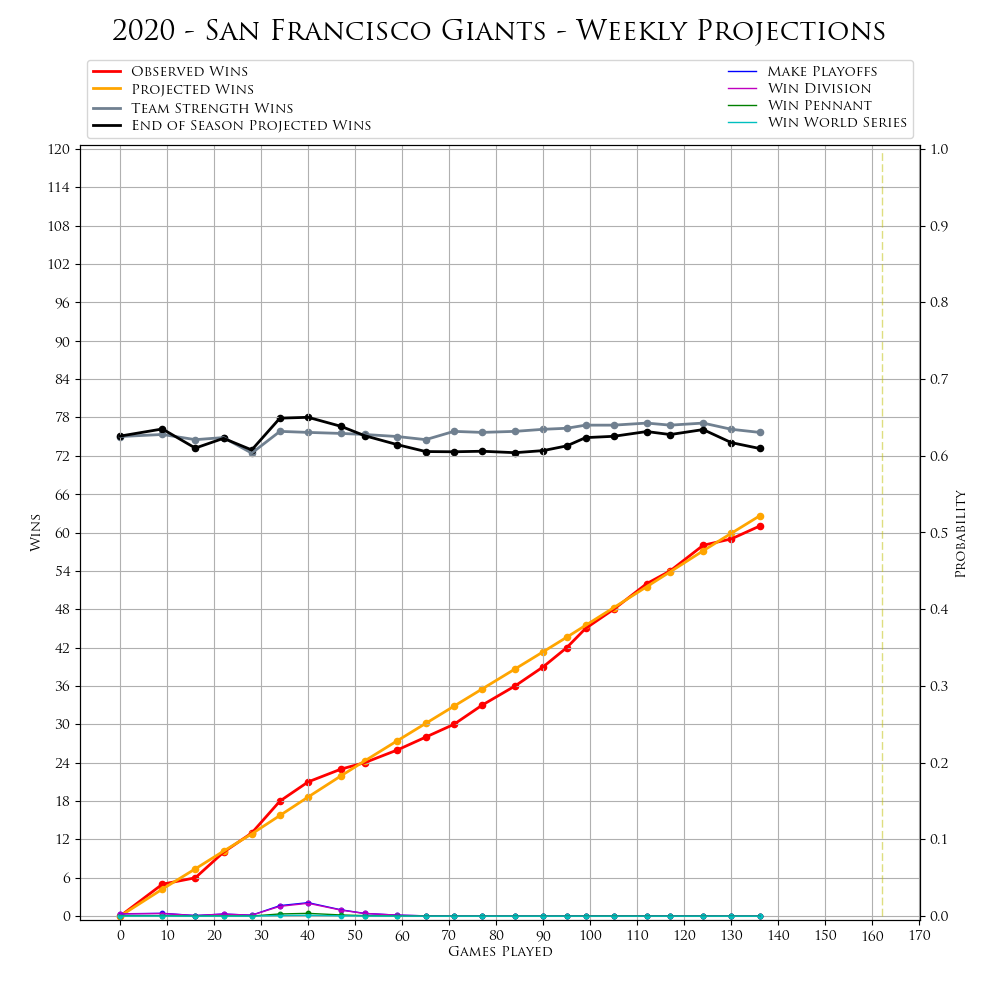 2020 - San Francisco Giants - Weekly Projections
Observed Wins
Projected Wins
Team Strength Wins
End of Season Projected Wins
Make Playoffs
Win Division
Win Pennant
Win World Series
120
114
108
102
96
90
84
78
72
66
60
54
48
42
36
30
24
18
12
6
0
Wins
1.0
0.9
0.8
0.7
0.6
0.5
0.4
0.3
0.2
0.1
0.0
Probability
0 10 20 30 40 50 60 70 80 90 100 110 120 130 140 150 160 170
Games Played